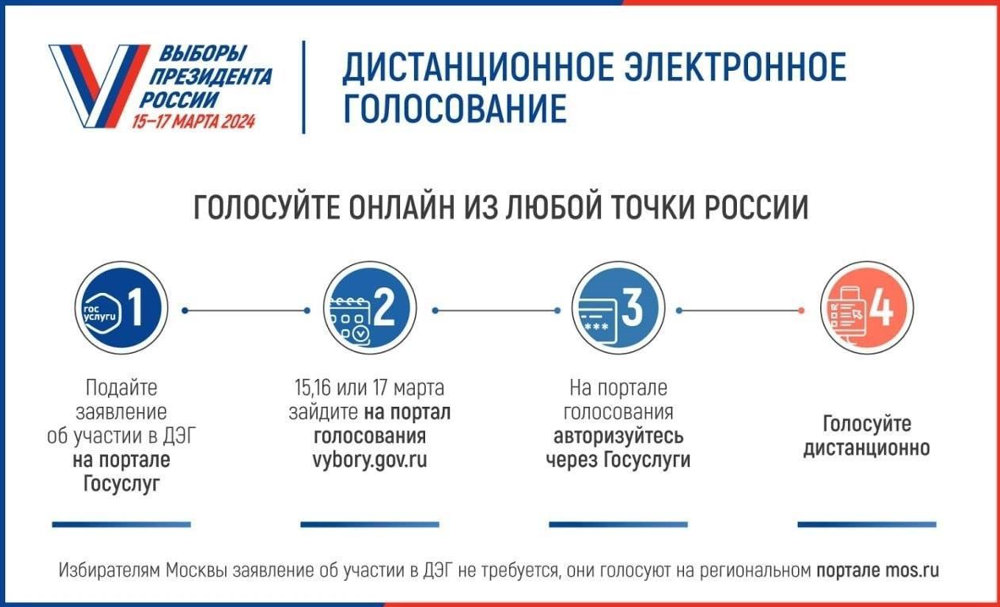 ВЫБОРЫ
ПРЕЗИДЕНТА
РОССИИ
15–17 МАРТА 2024
ДИСТАНЦИОННОЕ ЭЛЕКТРОННОЕ
ГОЛОСОВАНИЕ
ГОЛОСУЙТЕ ОНЛАЙН ИЗ ЛЮБОЙ ТОЧКИ РОССИИ
гос
услуги
1
Подайте
заявление
об участии в ДЭГ
на портале
Госуслуг
2
15,16 или 17 марта
зайдите на портал
голосования
vybory.gov.ru
***
3
На портале
голосования
авторизуйтесь
через Госуслуги
4
Голосуйте
дистанционно
Избирателям Москвы заявление об участии в ДЭГ не требуется, они голосуют на региональном портале mos.ru